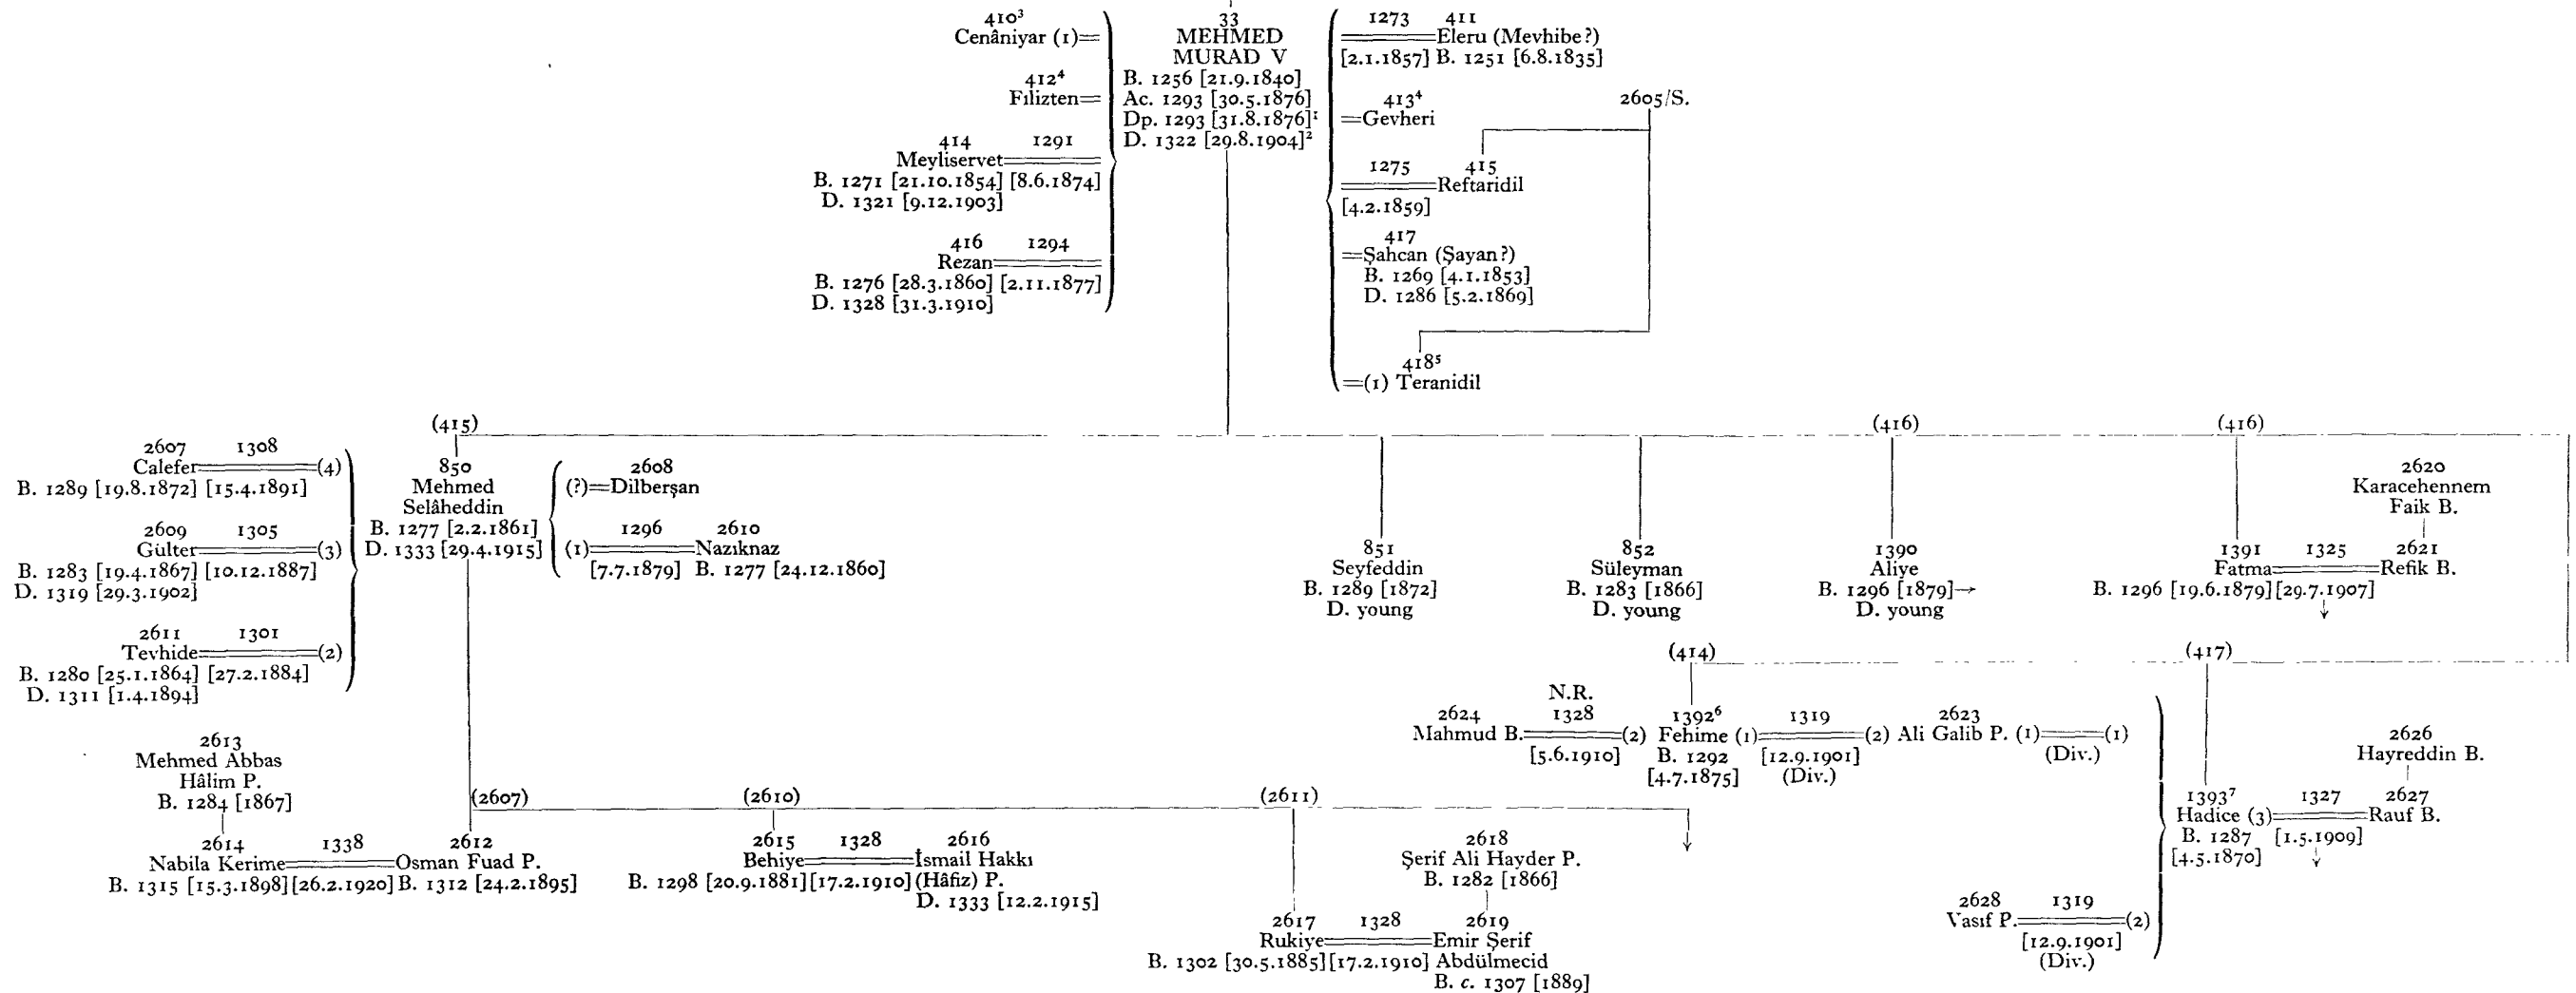 410³
Cenâniyar (1)=
412⁴
Filizten=
414 1291
Meyliservet
B. 1271 [21.10.1854] [8.6.1874]
D. 1321 [9.12.1903]
416 1294
Rezan
B. 1276 [28.3.1860] [2.11.1877]
D. 1328 [31.3.1910]
33
MEHMED
MURAD V
B. 1256 [21.9.1840]
Ac. 1293 [30.5.1876]
Dp. 1293 [31.8.1876]¹
D. 1322 [29.8.1904]²
1273 411
Eleru (Mevhibe?)
[2.1.1857] B. 1251 [6.8.1835]
413⁴
=Gevheri
2605/S.
1275 415
Reftaridil
[4.2.1859]
417
=Şahcan (Şayan?)
B. 1269 [4.1.1853]
D. 1286 [5.2.1869]
418⁵
=(1) Teranidil
(415) (416) (416)
2607 1308
Calefer (4)
B. 1289 [19.8.1872] [15.4.1891]
2609 1305
Gülter (3)
B. 1283 [19.4.1867] [10.12.1887]
D. 1319 [29.3.1902]
2611 1301
Tevhide (2)
B. 1280 [25.1.1864] [27.2.1884]
D. 1311 [1.4.1894]
850
Mehmed
Selâheddin
B. 1277 [2.2.1861]
D. 1333 [29.4.1915]
2608
(?)=Dilberşan
1296 2610
(1) Nazıknaz
[7.7.1879] B. 1277 [24.12.1860]
851
Seyfeddin
B. 1289 [1872]
D. young
852
Süleyman
B. 1283 [1866]
D. young
1390
Aliye
B. 1296 [1879]→
D. young
2620
Karacehennem
Faik B.
1391 1325 2621
Fatma Refik B.
B. 1296 [19.6.1879] [29.7.1907]
(414) (417)
N.R.
2624 1328 1392⁶ 1319 2623
Mahmud B. (2) Fehime (1) (2) Ali Galib P. (1) (1)
[5.6.1910] B. 1292 [12.9.1901] (Div.)
[4.7.1875] (Div.)
2626
Hayreddin B.
1393⁷ 1327 2627
Hadice (3) Rauf B.
B. 1287 [1.5.1909]
[4.5.1870]
2628 1319
Vasıf P. (2)
[12.9.1901]
(Div.)
2613
Mehmed Abbas
Hâlim P.
B. 1284 [1867]
(2607) (2610) (2611)
2614 1338 2612
Nabila Kerime Osman Fuad P.
B. 1315 [15.3.1898] [26.2.1920] B. 1312 [24.2.1895]
2615 1328 2616
Behiye İsmail Hakkı
B. 1298 [20.9.1881] [17.2.1910] (Hâfiz) P.
D. 1333 [12.2.1915]
2618
Şerif Ali Hayder P.
B. 1282 [1866]
2617 1328 2619
Rukiye Emir Şerif
B. 1302 [30.5.1885] [17.2.1910] Abdülmecid
B. c. 1307 [1889]